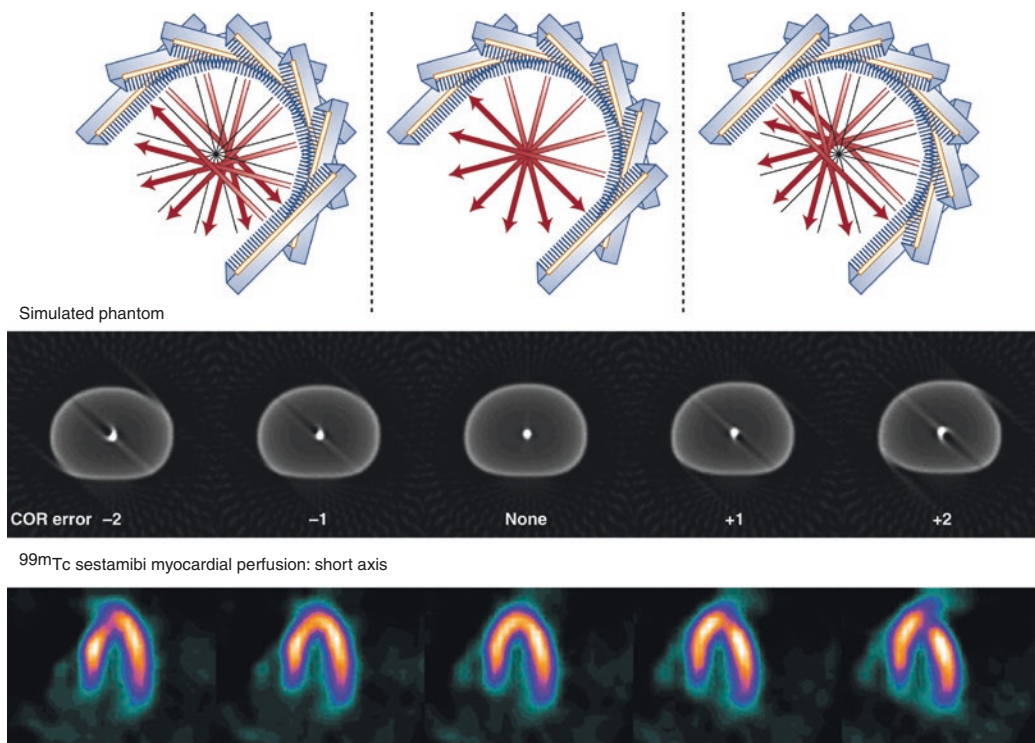 Simulated phantom
COR error –2 –1 None +1 +2
99mTc sestamibi myocardial perfusion: short axis